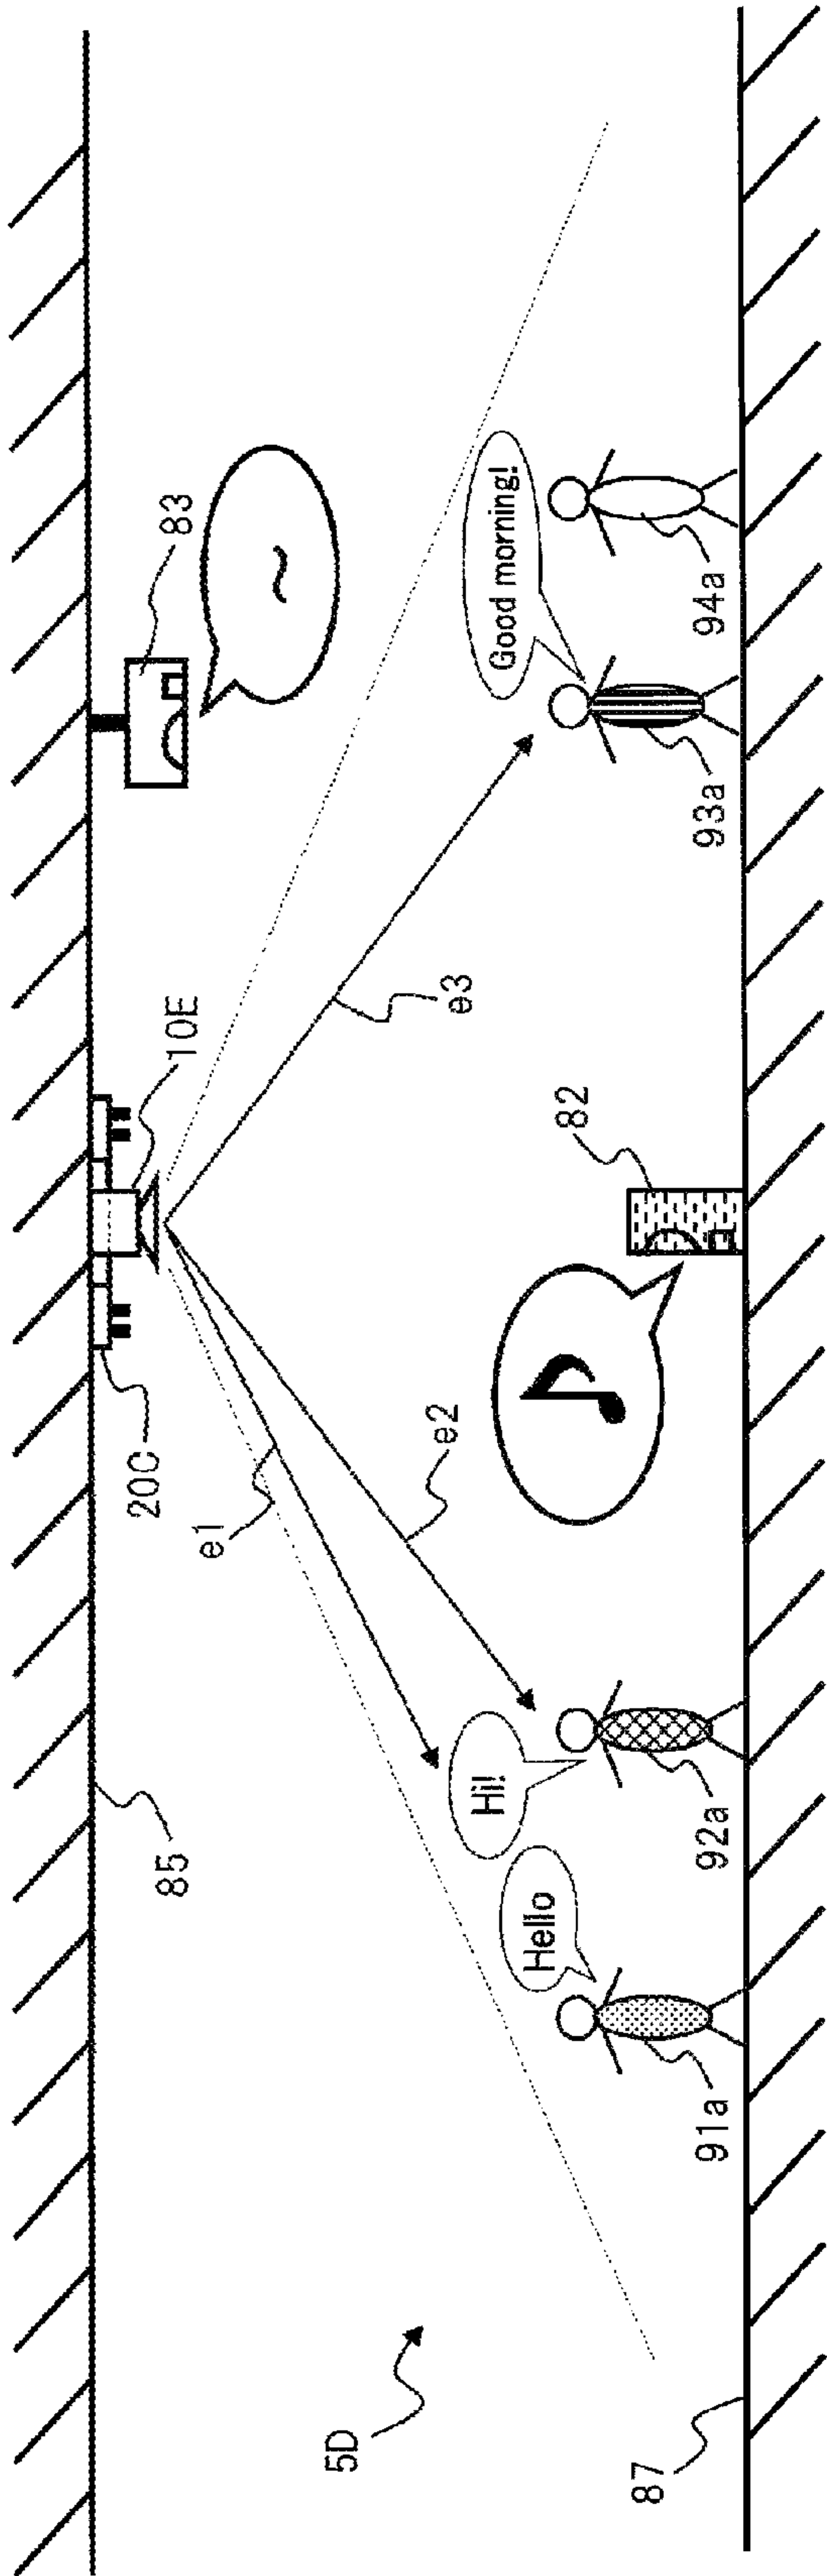 83
10E
20C
e1
e2
e3
85
Good morning!
Hi!
Hello
82
94a
93a
92a
91a
5D
87